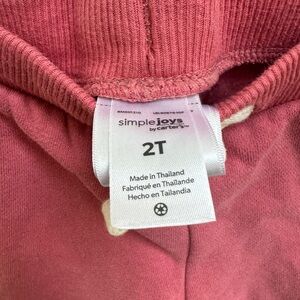 simple joys
by carter's
2T
Made in Thailand
Fabriqué en Thaïlande
Hecho en Tailandia